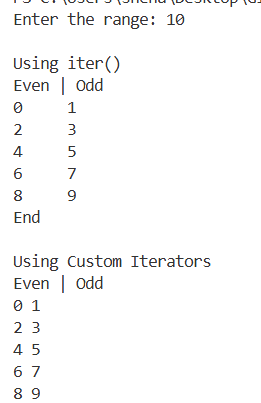 Enter the range: 10
Using iter()
Even | Odd
0 1
2 3
4 5
6 7
8 9
End
Using Custom Iterators
Even | Odd
0 1
2 3
4 5
6 7
8 9